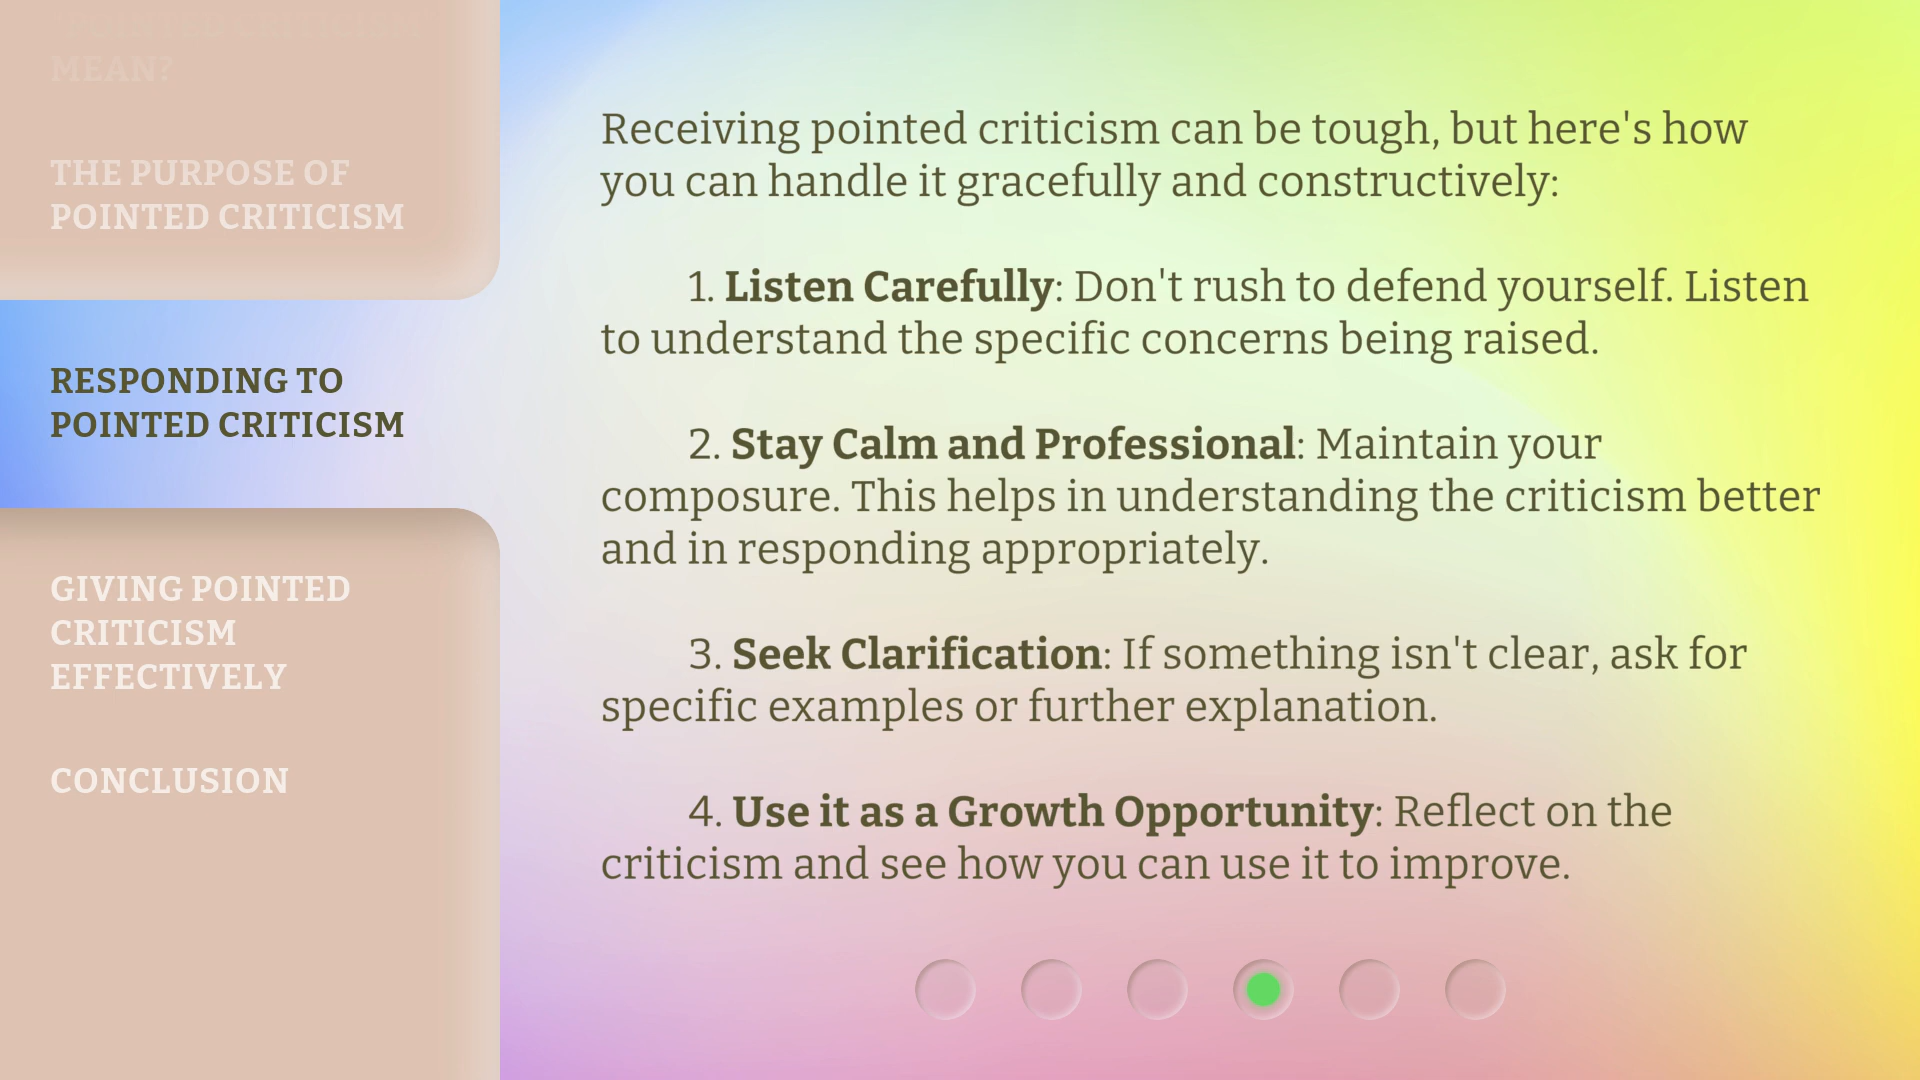 POINTED CRITICISM
MEAN?
THE PURPOSE OF
POINTED CRITICISM
RESPONDING TO
POINTED CRITICISM
GIVING POINTED
CRITICISM
EFFECTIVELY
CONCLUSION
Receiving pointed criticism can be tough, but here's how
you can handle it gracefully and constructively:
1. Listen Carefully: Don't rush to defend yourself. Listen
to understand the specific concerns being raised.
2. Stay Calm and Professional: Maintain your
composure. This helps in understanding the criticism better
and in responding appropriately.
3. Seek Clarification: If something isn't clear, ask for
specific examples or further explanation.
4. Use it as a Growth Opportunity: Reflect on the
criticism and see how you can use it to improve.